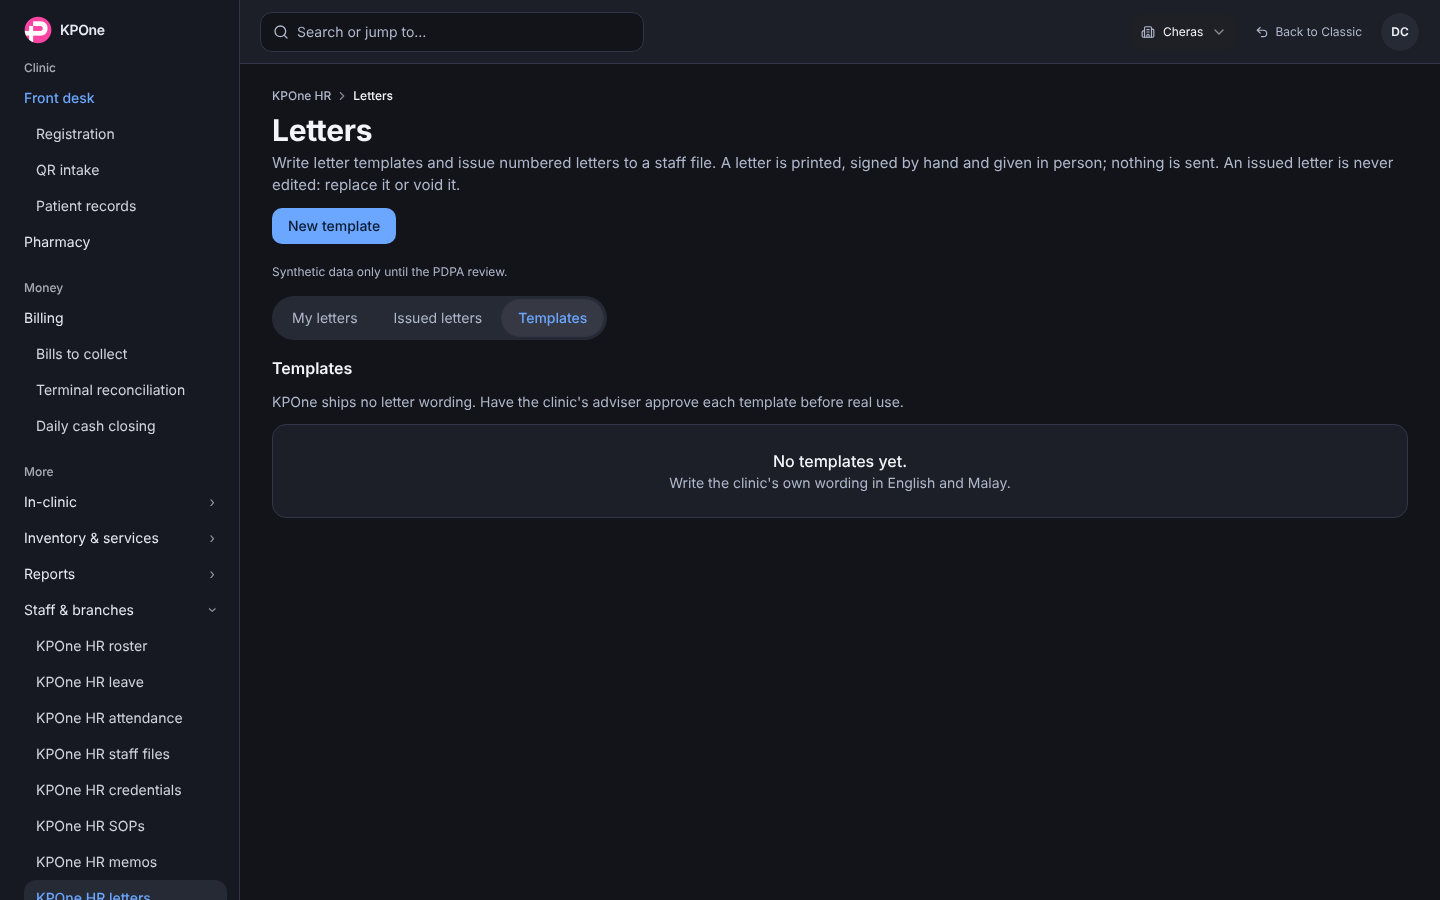 KPOne
Clinic
Front desk
Registration
QR intake
Patient records
Pharmacy
Money
Billing
Bills to collect
Terminal reconciliation
Daily cash closing
More
In-clinic
Inventory & services
Reports
Staff & branches
KPOne HR roster
KPOne HR leave
KPOne HR attendance
KPOne HR staff files
KPOne HR credentials
KPOne HR SOPs
KPOne HR memos
KPOne HR letters
Search or jump to...
Cheras
Back to Classic
DC
KPOne HR > Letters
Letters
Write letter templates and issue numbered letters to a staff file. A letter is printed, signed by hand and given in person; nothing is sent. An issued letter is never
edited: replace it or void it.
New template
Synthetic data only until the PDPA review.
My letters Issued letters Templates
Templates
KPOne ships no letter wording. Have the clinic's adviser approve each template before real use.
No templates yet.
Write the clinic's own wording in English and Malay.